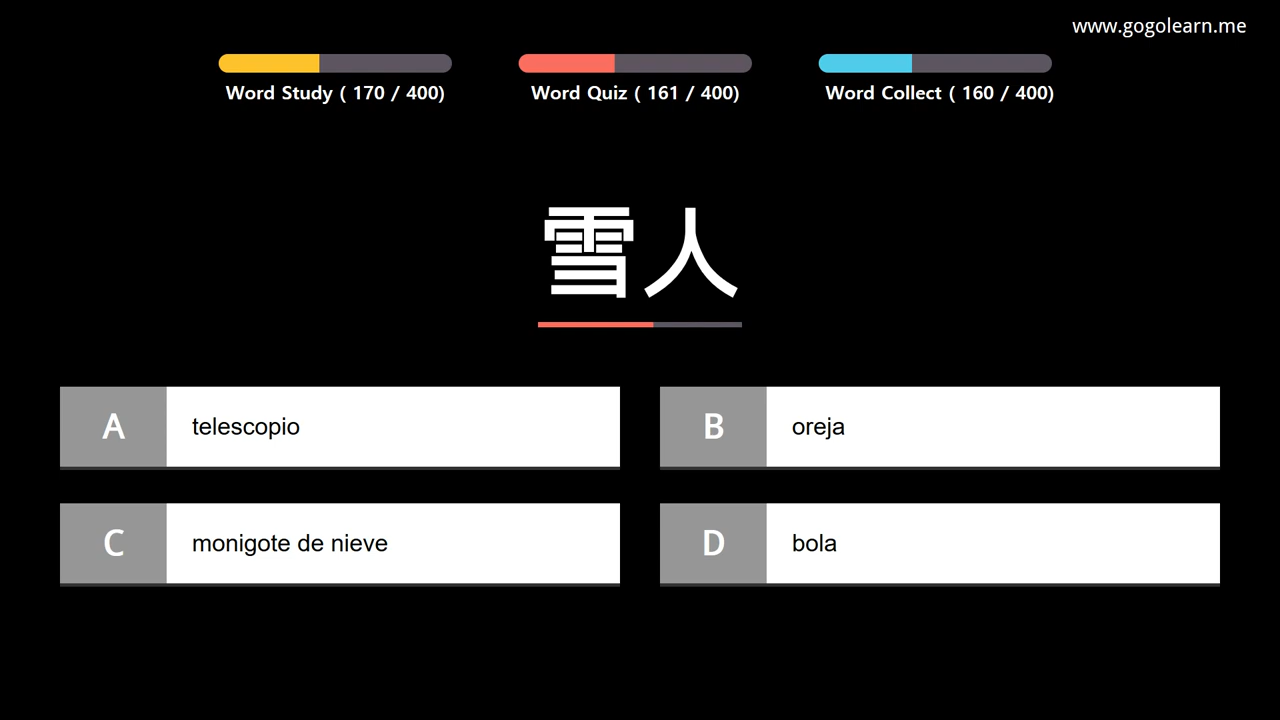 www.gogolearn.me
Word Study ( 170 / 400)
Word Quiz ( 161 / 400)
Word Collect ( 160 / 400)
雪人
A telescopio
B oreja
C monigote de nieve
D bola